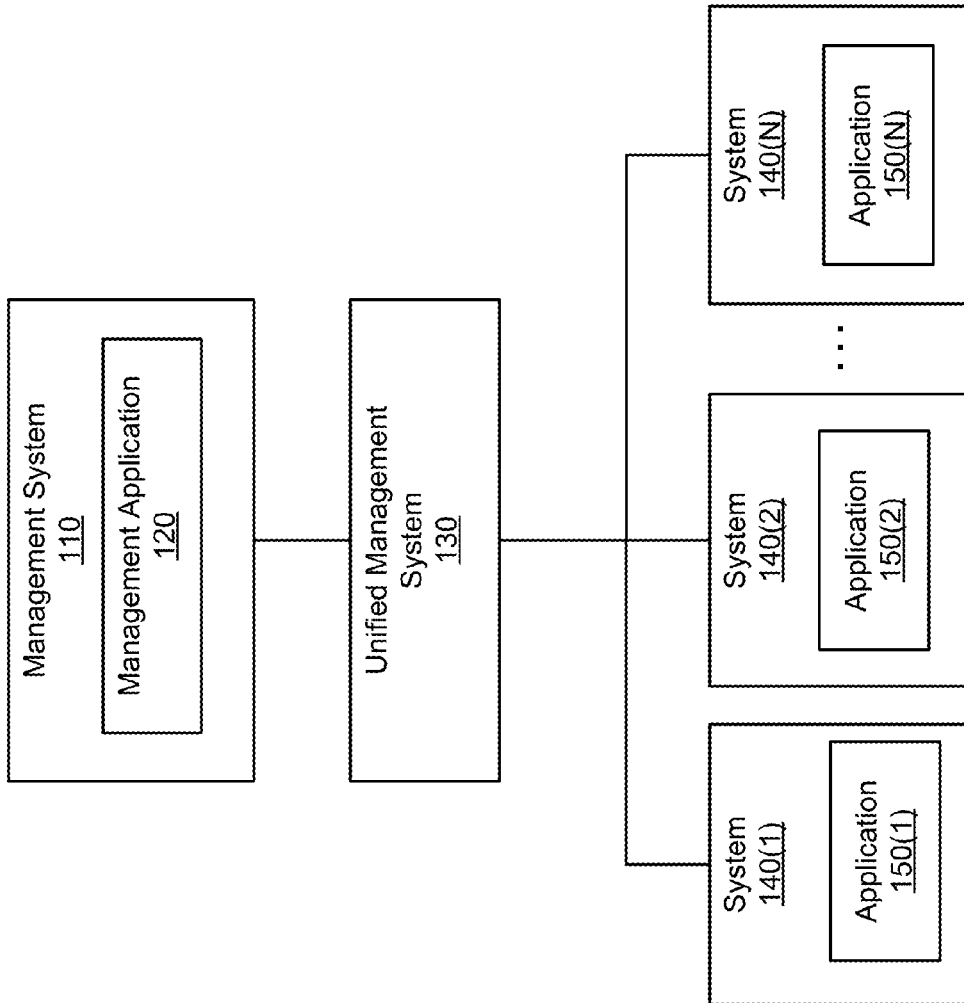 Management System
110
Management Application
120
Unified Management
System
130
System
140(1)
Application
150(1)
System
140(2)
Application
150(2)
...
System
140(N)
Application
150(N)